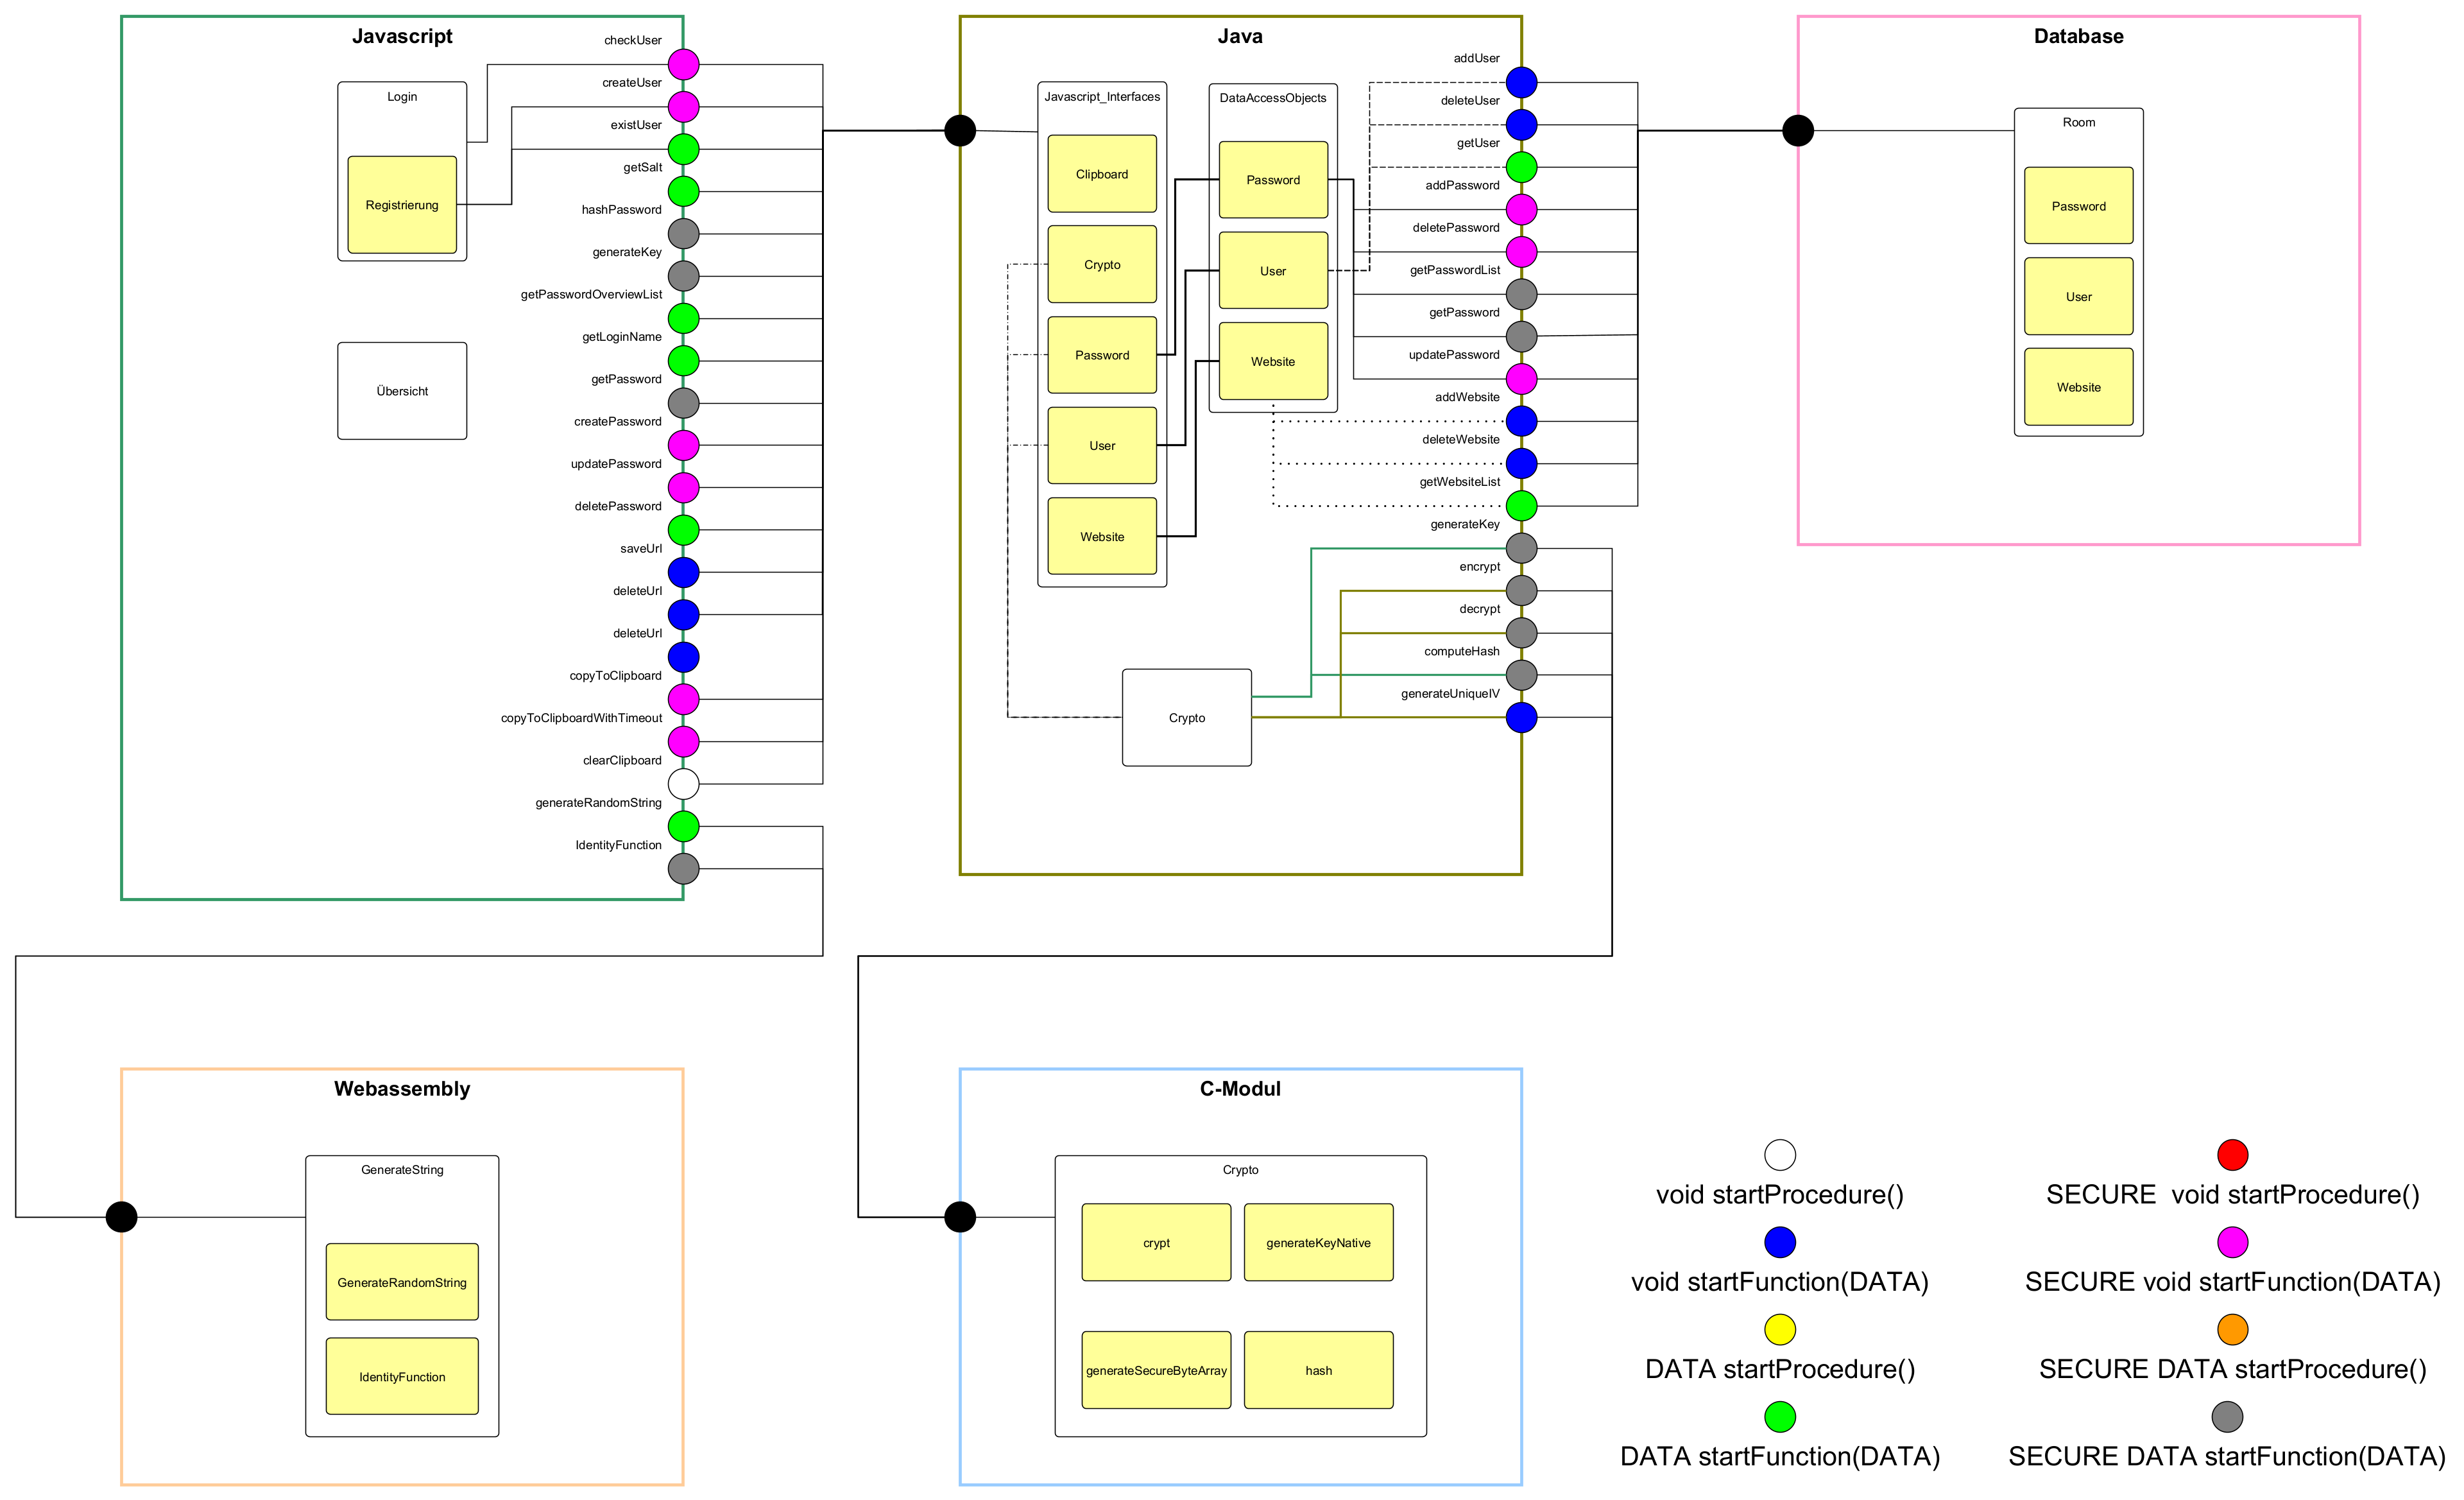 Javascript
checkUser
createUser
existUser
getSalt
hashPassword
generateKey
getPasswordOverviewList
getLoginName
getPassword
createPassword
updatePassword
deletePassword
saveUrl
deleteUrl
deleteUrl
copyToClipboard
copyToClipboardWithTimeout
clearClipboard
generateRandomString
IdentityFunction
Login
Registrierung
Übersicht
Java
Javascript_Interfaces
Clipboard
Crypto
Password
User
Website
DataAccessObjects
Password
User
Website
Crypto
addUser
deleteUser
getUser
addPassword
deletePassword
getPasswordList
getPassword
updatePassword
addWebsite
deleteWebsite
getWebsiteList
generateKey
encrypt
decrypt
computeHash
generateUniqueIV
Database
Room
Password
User
Website
Webassembly
GenerateString
GenerateRandomString
IdentityFunction
C-Modul
Crypto
crypt
generateKeyNative
generateSecureByteArray
hash
void startProcedure()
void startFunction(DATA)
DATA startProcedure()
DATA startFunction(DATA)
SECURE  void startProcedure()
SECURE void startFunction(DATA)
SECURE DATA startProcedure()
SECURE DATA startFunction(DATA)